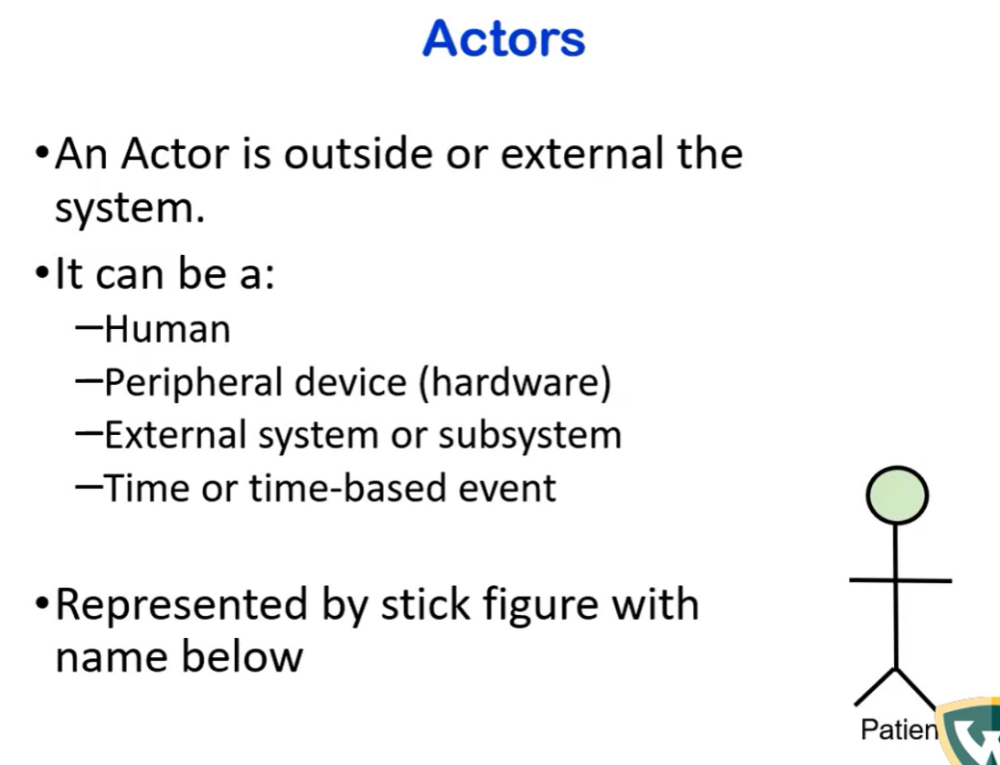 Actors
•An Actor is outside or external the
system.
•It can be a:
–Human
–Peripheral device (hardware)
–External system or subsystem
–Time or time-based event
•Represented by stick figure with
name below
Patien